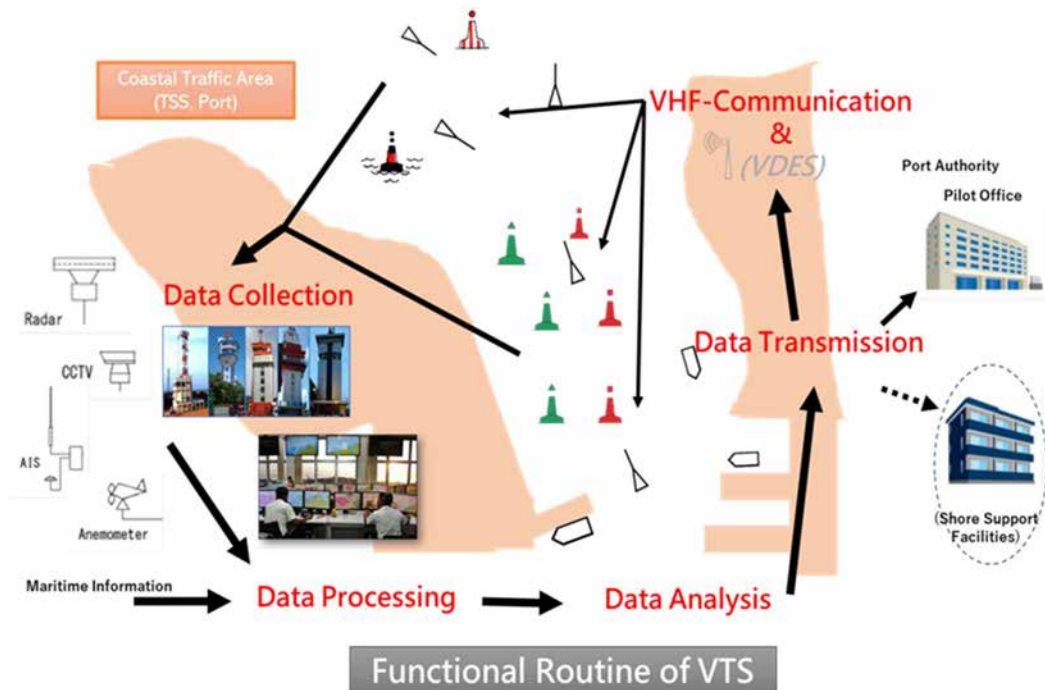 Coastal Traffic Area
(TSS, Port)
VHF-Communication
&
(VDES)
Port Authority
Pilot Office
Data Collection
Radar
CCTV
AIS
Anemometer
Data Transmission
(Shore Support
Facilities)
Maritime Information
Data Processing
Data Analysis
Functional Routine of VTS